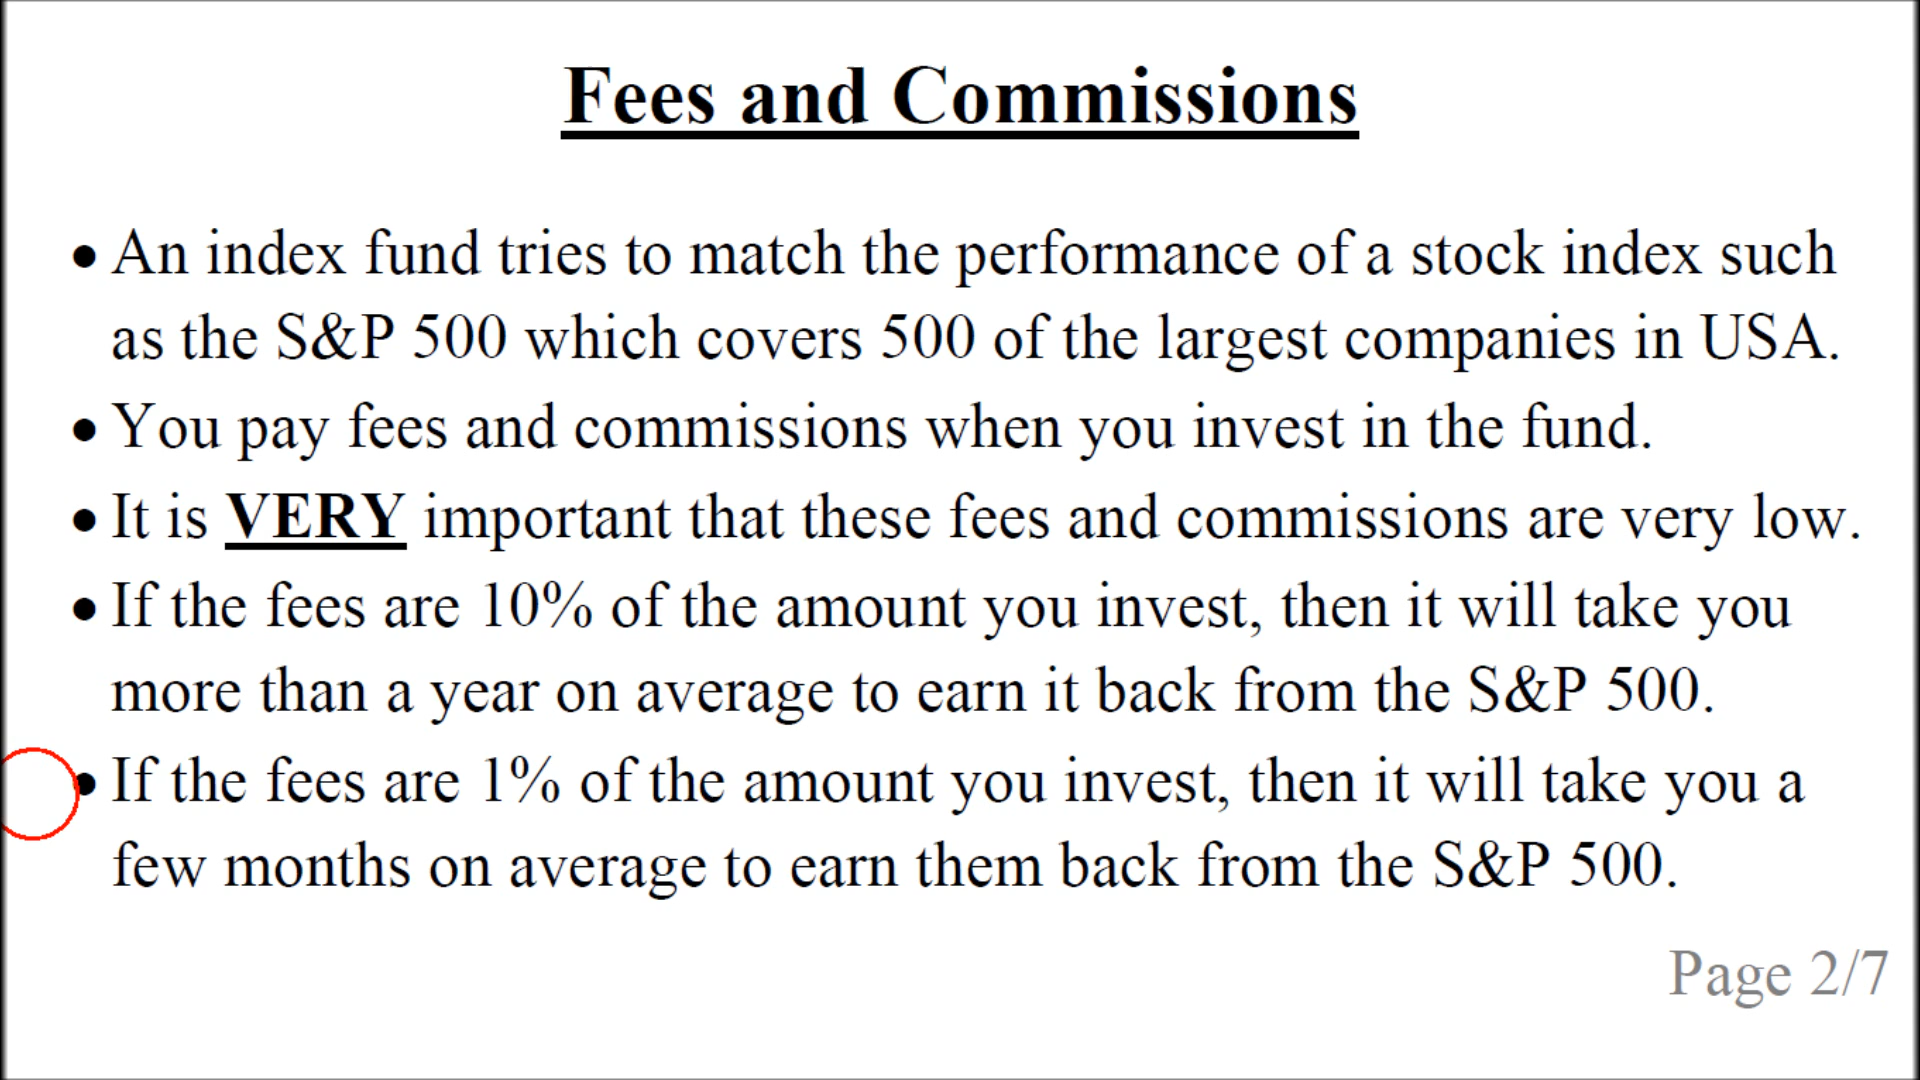 Fees and Commissions
• An index fund tries to match the performance of a stock index such
as the S&P 500 which covers 500 of the largest companies in USA.
• You pay fees and commissions when you invest in the fund.
• It is VERY important that these fees and commissions are very low.
• If the fees are 10% of the amount you invest, then it will take you
more than a year on average to earn it back from the S&P 500.
• If the fees are 1% of the amount you invest, then it will take you a
few months on average to earn them back from the S&P 500.
Page 2/7